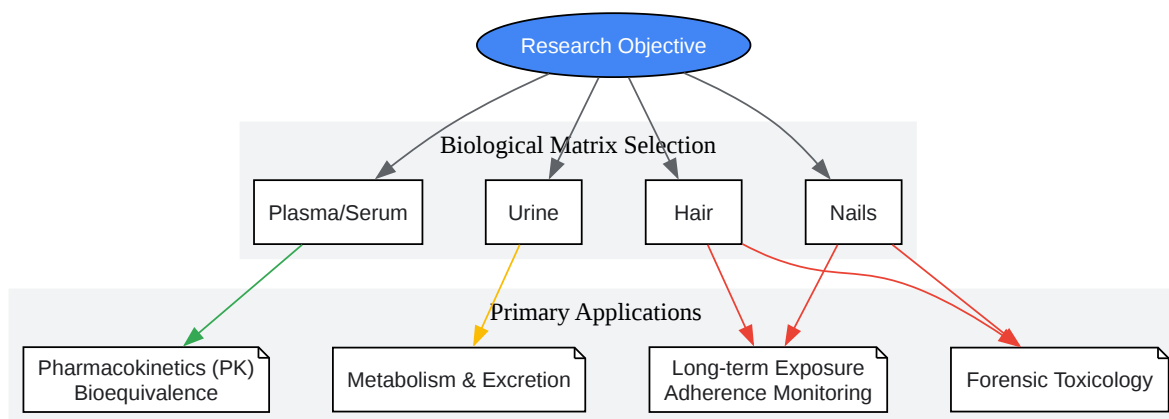 Research Objective
Biological Matrix Selection
Plasma/Serum
Urine
Hair
Nails
Primary Applications
Pharmacokinetics (PK)
Bioequivalence
Metabolism & Excretion
Long-term Exposure
Adherence Monitoring
Forensic Toxicology